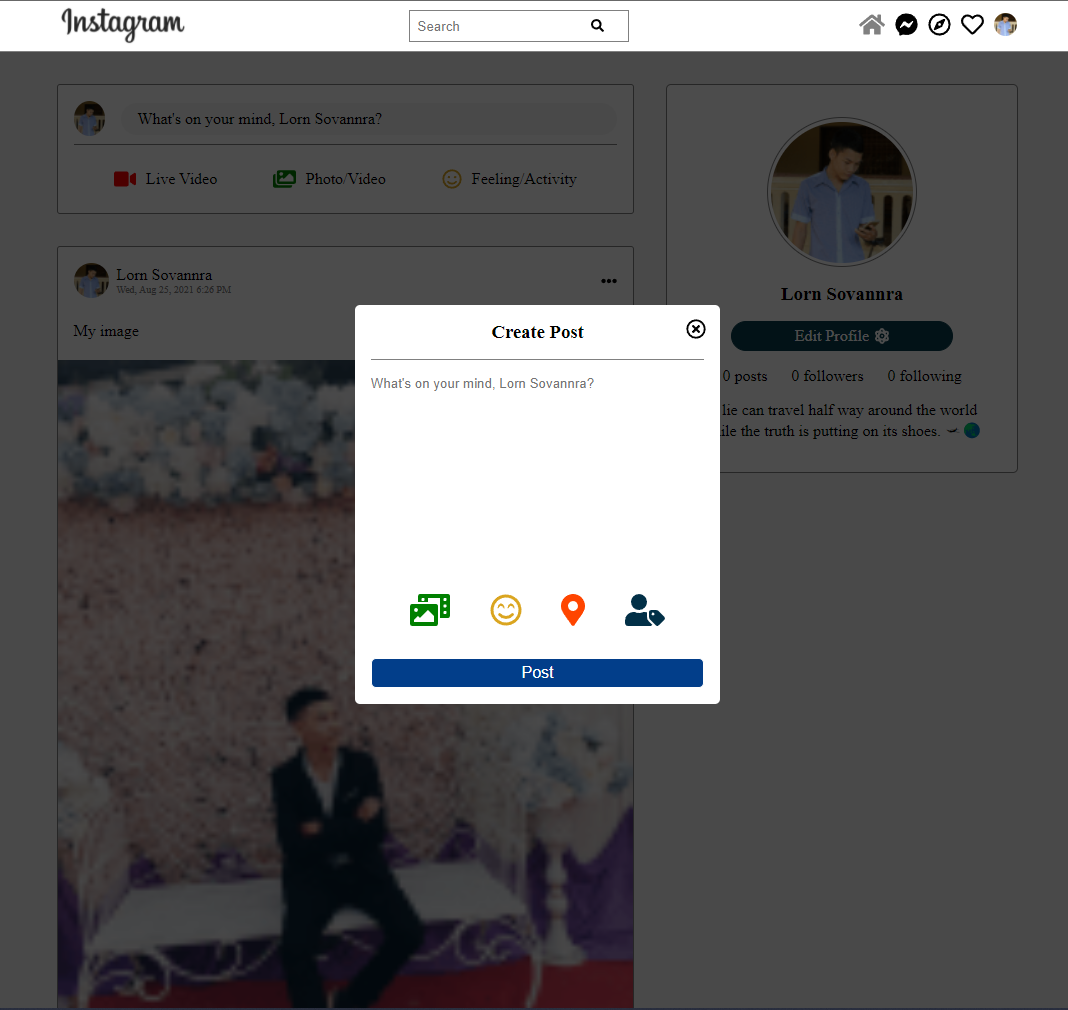 Instagram
Search
What's on your mind, Lorn Sovannra?
Live Video
Photo/Video
Feeling/Activity
Lorn Sovannra
Wed, Aug 25, 2021 6:26 PM
My image
Create Post
What's on your mind, Lorn Sovannra?
Post
Lorn Sovannra
Edit Profile
0 posts
0 followers
0 following
lie can travel half way around the world
the truth is putting on its shoes.